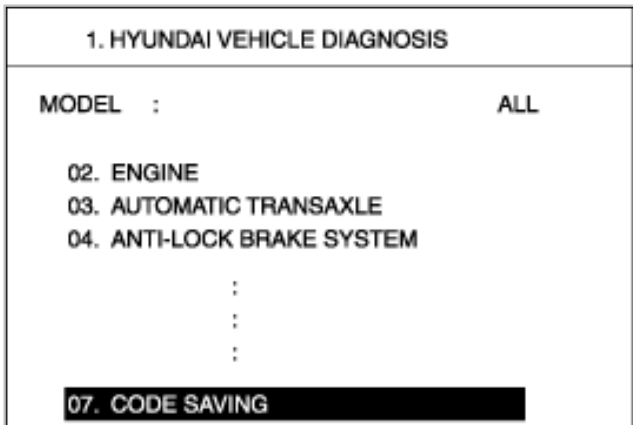 1. HYUNDAI VEHICLE DIAGNOSIS
MODEL : ALL
02. ENGINE
03. AUTOMATIC TRANSAXLE
04. ANTI-LOCK BRAKE SYSTEM
:
:
:
07. CODE SAVING